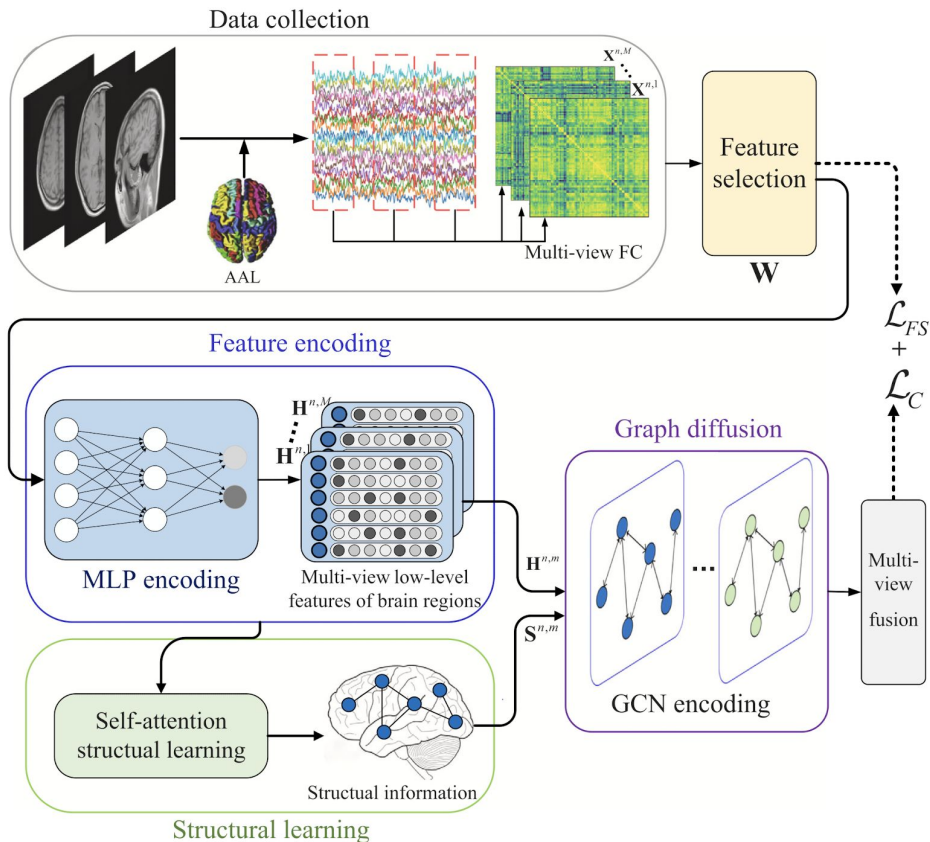 Data collection
X^{n,M}
X^{n,1}
AAL
Multi-view FC
Feature
selection
W
ℒ_{FS}
+
ℒ_C
Feature encoding
MLP encoding
H^{n,M}
H^{n,1}
Multi-view low-level
features of brain regions
Graph diffusion
H^{n,m}
S^{n,m}
...
GCN encoding
Multi-
view
fusion
Self-attention
structual learning
Structual information
Structural learning